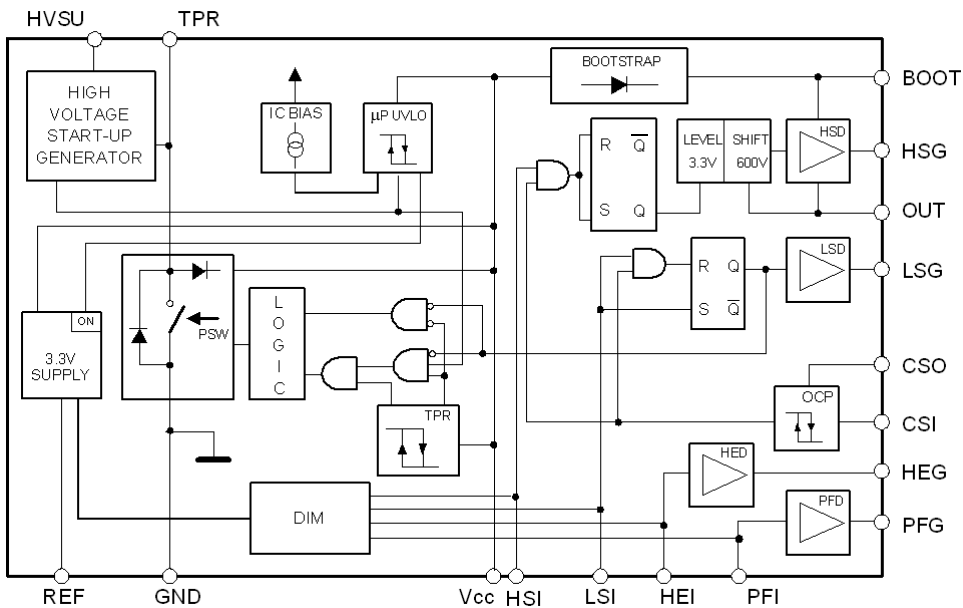 HVSU TPR
HIGH
VOLTAGE
START-UP
GENERATOR
IC BIAS
µP UVLO
BOOTSTRAP
BOOT
R Q
S Q
LEVEL SHIFT
3.3V 600V
HSD
HSG
OUT
R Q
S Q
LSD
LSG
ON
3.3V
SUPPLY
PSW
L
O
G
I
C
TPR
CSO
OCP
CSI
HED
HEG
DIM
PFD
PFG
REF GND Vcc HSI LSI HEI PFI